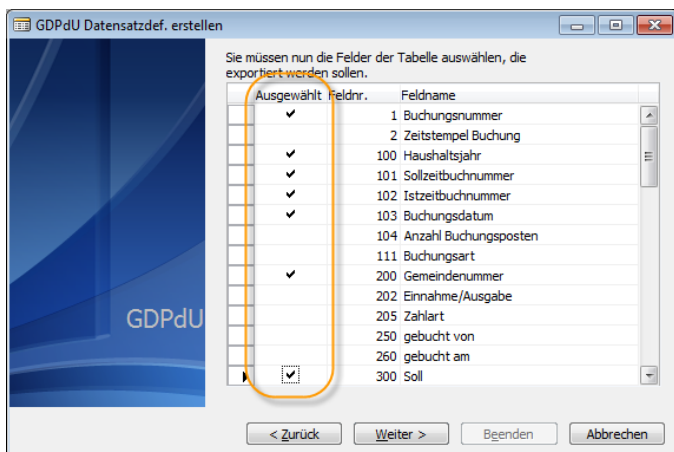 GDPdU Datensatzdef. erstellen
Sie müssen nun die Felder der Tabelle auswählen, die
exportiert werden sollen.
Ausgewählt Feldnr. Feldname
1 Buchungsnummer
2 Zeitstempel Buchung
100 Haushaltsjahr
101 Sollzeitbuchnummer
102 Istzeitbuchnummer
103 Buchungsdatum
104 Anzahl Buchungsposten
111 Buchungsart
200 Gemeindenummer
202 Einnahme/Ausgabe
205 Zahlart
250 gebucht von
260 gebucht am
300 Soll
GDPdU
< Zurück Weiter > Beenden Abbrechen